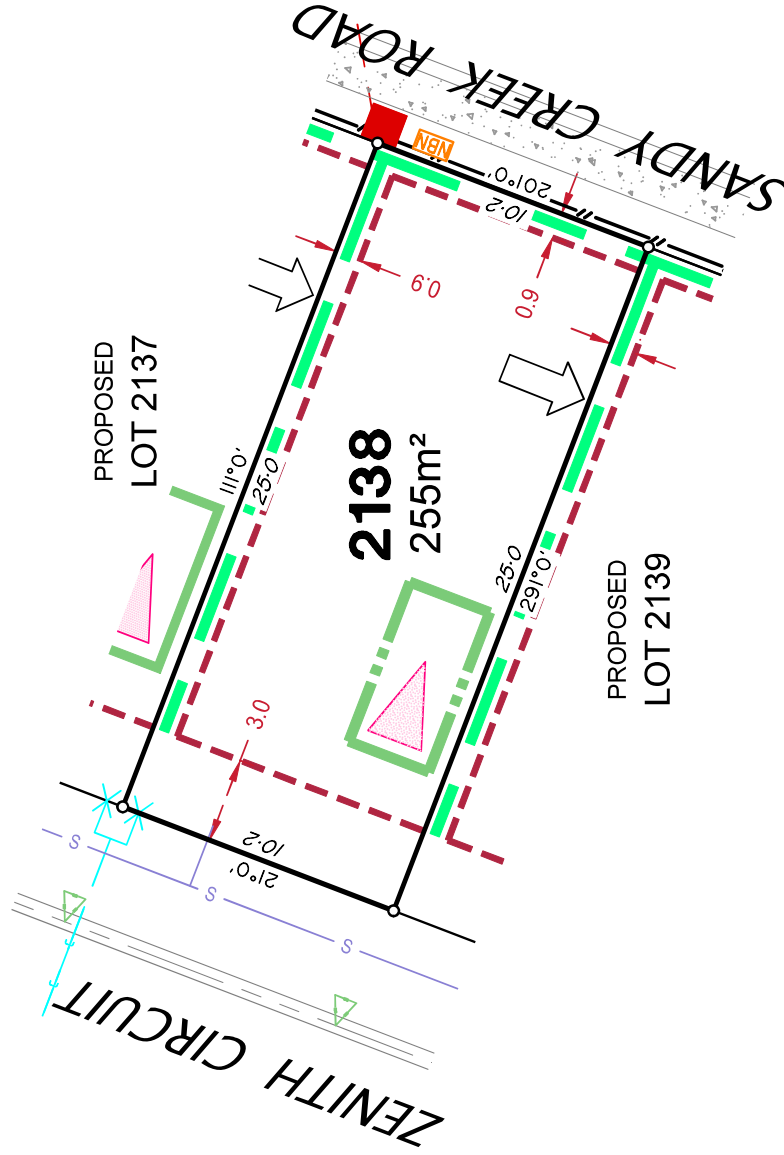 SANDY CREEK ROAD
NBN
201°0'
10·2
0.9
0.9
PROPOSED
LOT 2137
111°0'
25·0
2138
255m²
25·0
291°0'
PROPOSED
LOT 2139
3.0
10·2
21°0'
S
S
S
ZENITH CIRCUIT